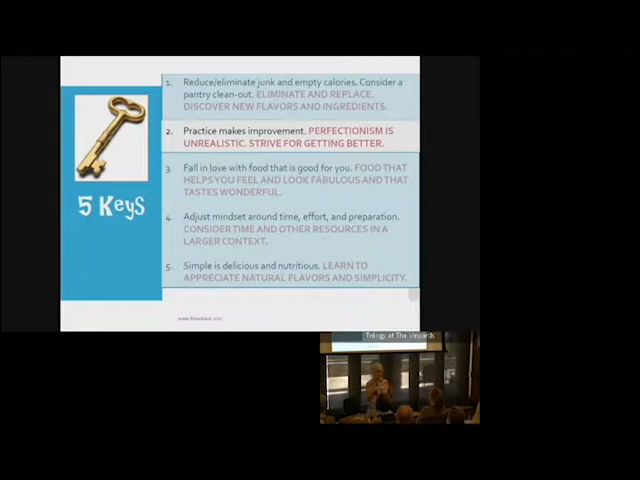 1. Reduce/eliminate junk and empty calories. Consider a
pantry clean-out. ELIMINATE AND REPLACE.
DISCOVER NEW FLAVORS AND INGREDIENTS.
2. Practice makes improvement. PERFECTIONISM IS
UNREALISTIC. STRIVE FOR GETTING BETTER.
3. Fall in love with food that is good for you. FOOD THAT
HELPS YOU FEEL AND LOOK FABULOUS AND THAT
TASTES WONDERFUL.
5 Keys
4. Adjust mindset around time, effort, and preparation.
CONSIDER TIME AND OTHER RESOURCES IN A
LARGER CONTEXT.
5. Simple is delicious and nutritious. LEARN TO
APPRECIATE NATURAL FLAVORS AND SIMPLICITY.
Trilogy at The Vinyards